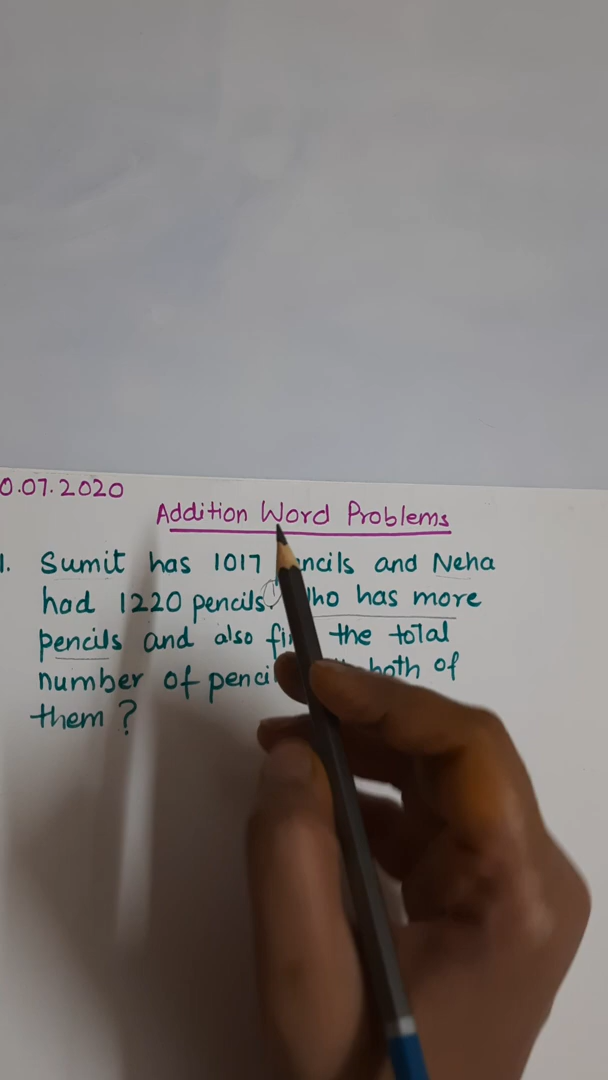 0.07.2020
Addition Word Problems
1. Sumit has 1017 encils and Neha
had 1220 pencils. ho has more
pencils and also fi the total
number of penci both of
them ?